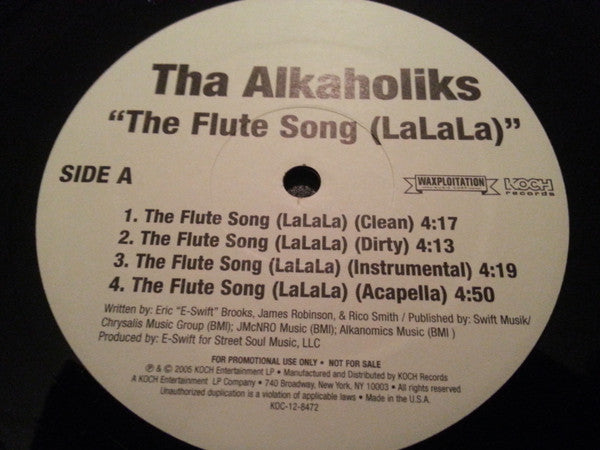 Tha Alkaholiks
“The Flute Song (LaLaLa)”
SIDE A
WAXPLOITATION
KOCH
records
1. The Flute Song (LaLaLa) (Clean) 4:17
2. The Flute Song (LaLaLa) (Dirty) 4:13
3. The Flute Song (LaLaLa) (Instrumental) 4:19
4. The Flute Song (LaLaLa) (Acapella) 4:50
Written by: Eric "E-Swift" Brooks, James Robinson, & Rico Smith / Published by: Swift Musik/
Chrysalis Music Group (BMI); JMcNRO Music (BMI); Alkanomics Music (BMI )
Produced by: E-Swift for Street Soul Music, LLC
FOR PROMOTIONAL USE ONLY • NOT FOR SALE
℗ & © 2005 KOCH Entertainment LP • Manufactured and Distributed by KOCH Records
A KOCH Entertainment LP Company • 740 Broadway, New York, NY 10003 • All rights reserved
Unauthorized duplication is a violation of applicable laws • Made in the U.S.A.
KOC-12-8472